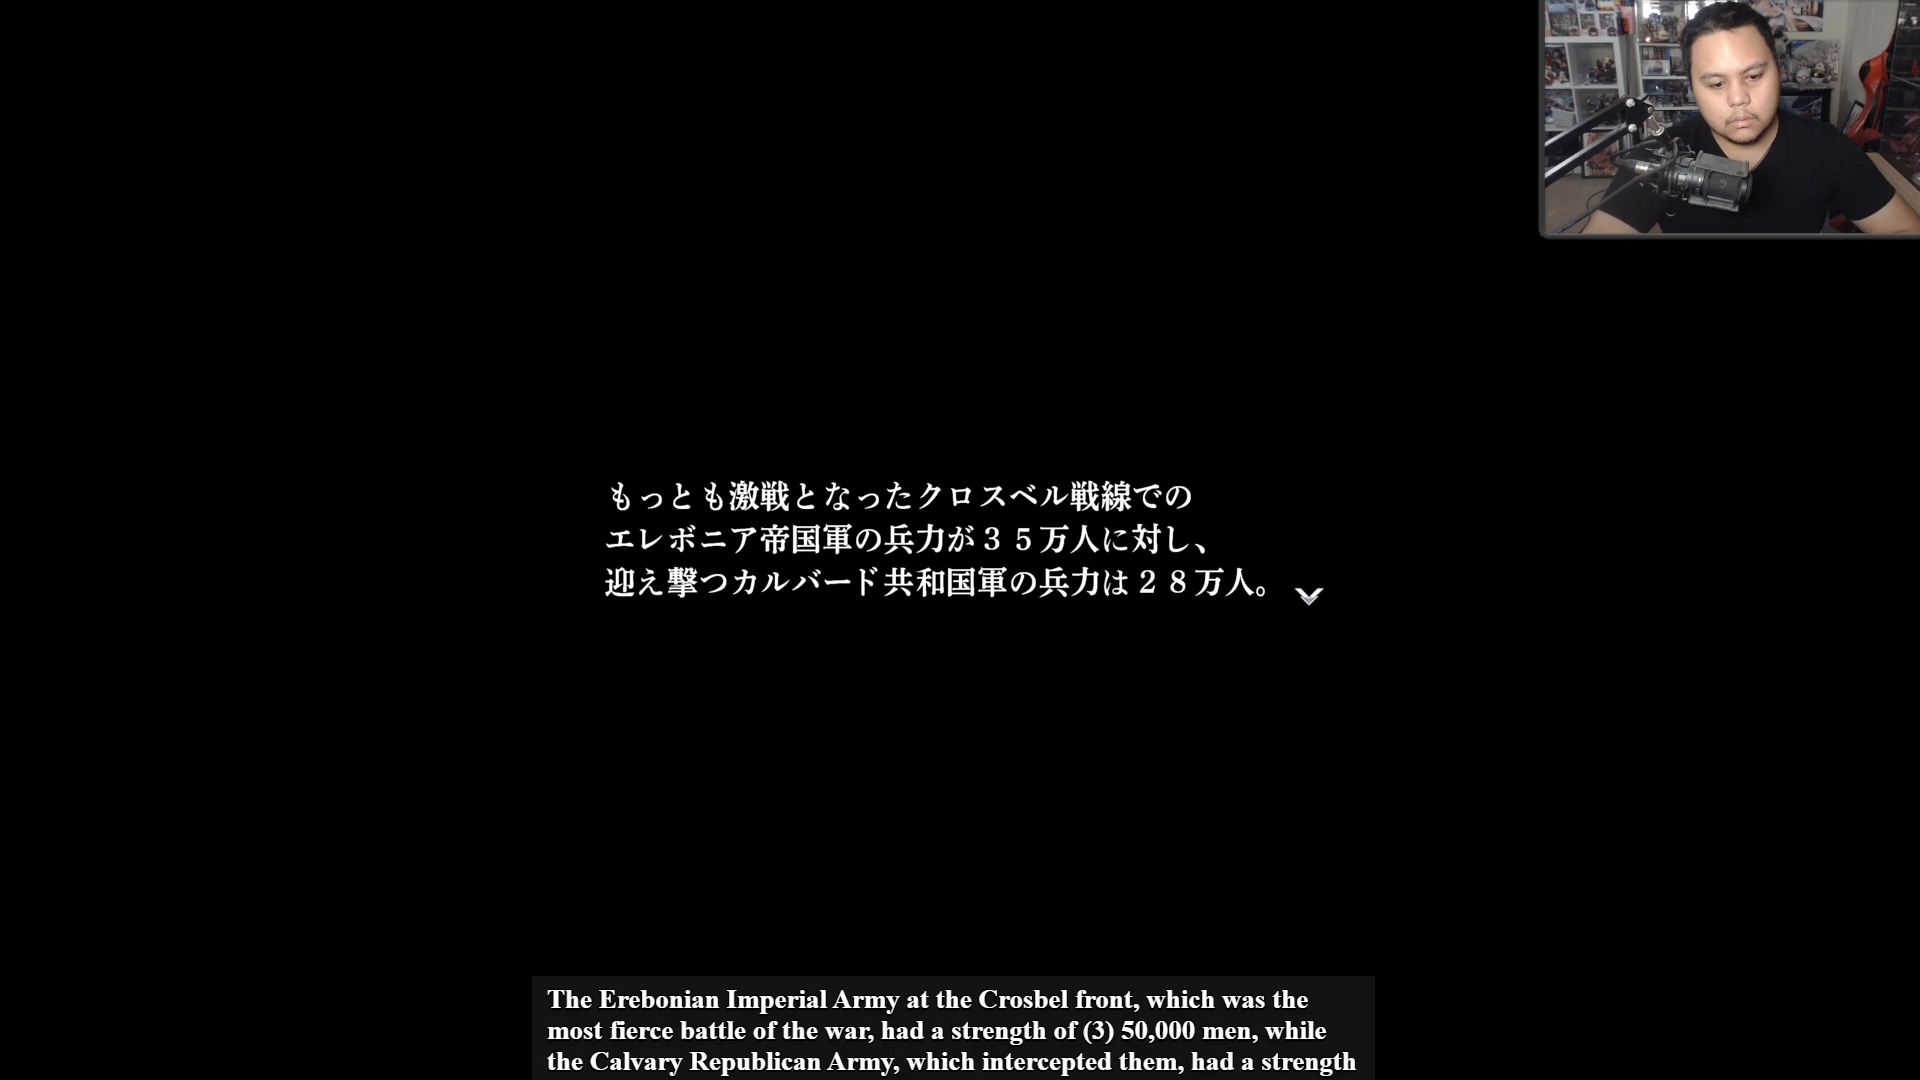 もっとも激戦となったクロスベル戦線での
エレボニア帝国軍の兵力が３５万人に対し、
迎え撃つカルバード共和国軍の兵力は２８万人。
The Erebonian Imperial Army at the Crosbel front, which was the
most fierce battle of the war, had a strength of (3) 50,000 men, while
the Calvary Republican Army, which intercepted them, had a strength